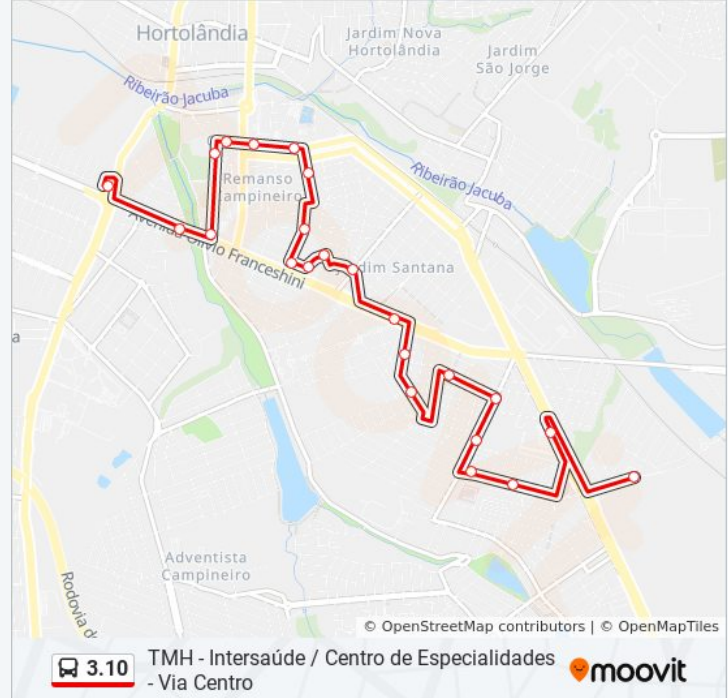 Hortolândia
Jardim Nova
Hortolândia
Jardim
São Jorge
Ribeirão Jacuba
Ribeirão Jacuba
Remanso
Campineiro
Avenida Olívio Franceshini
Jardim Santana
a
Adventista
Campineiro
Rodovia d
© OpenStreetMap contributors | © OpenMapTiles
3.10
TMH - Intersaúde / Centro de Especialidades
- Via Centro
moovit